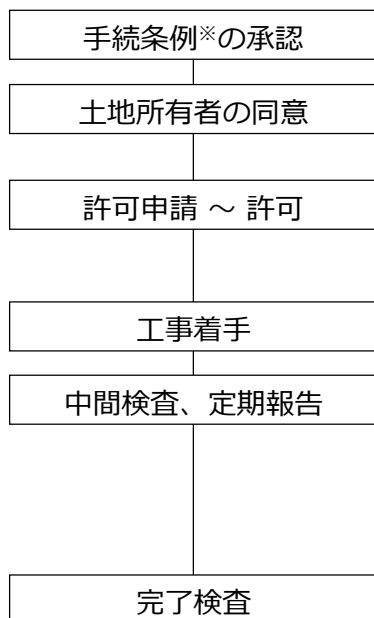 手続条例※の承認
土地所有者の同意
許可申請 ～ 許可
工事着手
中間検査、定期報告
完了検査